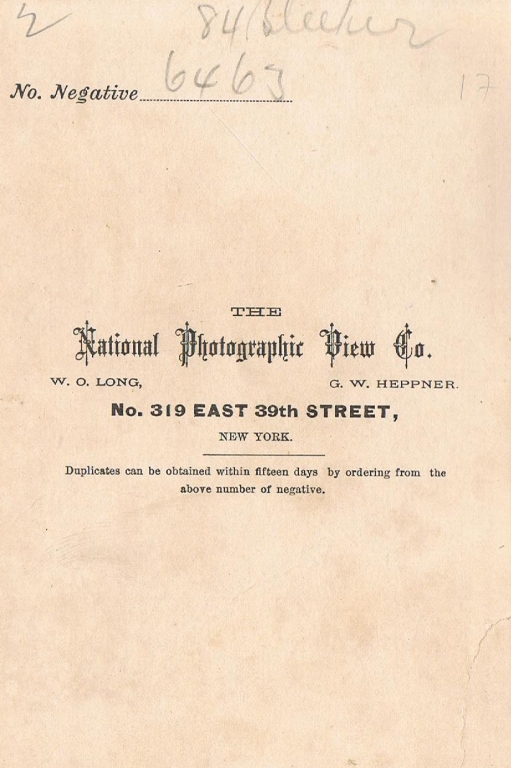 2
84 Bleeker
No. Negative 6463
17
THE
National Photographic View Co.
W. O. LONG, G. W. HEPPNER.
No. 319 EAST 39th STREET,
NEW YORK.
Duplicates can be obtained within fifteen days by ordering from the
above number of negative.